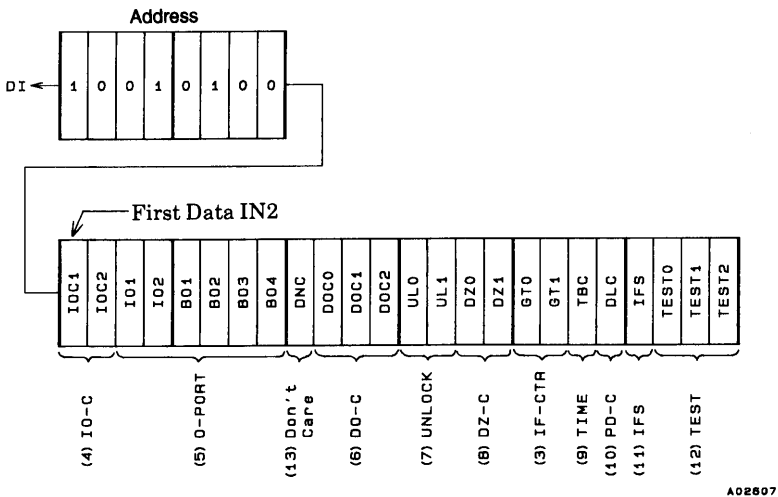 Address
DI 1 0 0 1 0 1 0 0
First Data IN2
IOC1 IOC2 IO1 IO2 BO1 BO2 BO3 BO4 DNC DOC0 DOC1 DOC2 UL0 UL1 DZ0 DZ1 GT0 GT1 TBC DLC IFS TEST0 TEST1 TEST2
(4) IO-C
(5) O-PORT
(13) Don't
Care
(6) DO-C
(7) UNLOCK
(8) DZ-C
(3) IF-CTR
(9) TIME
(10) PD-C
(11) IFS
(12) TEST
A02607